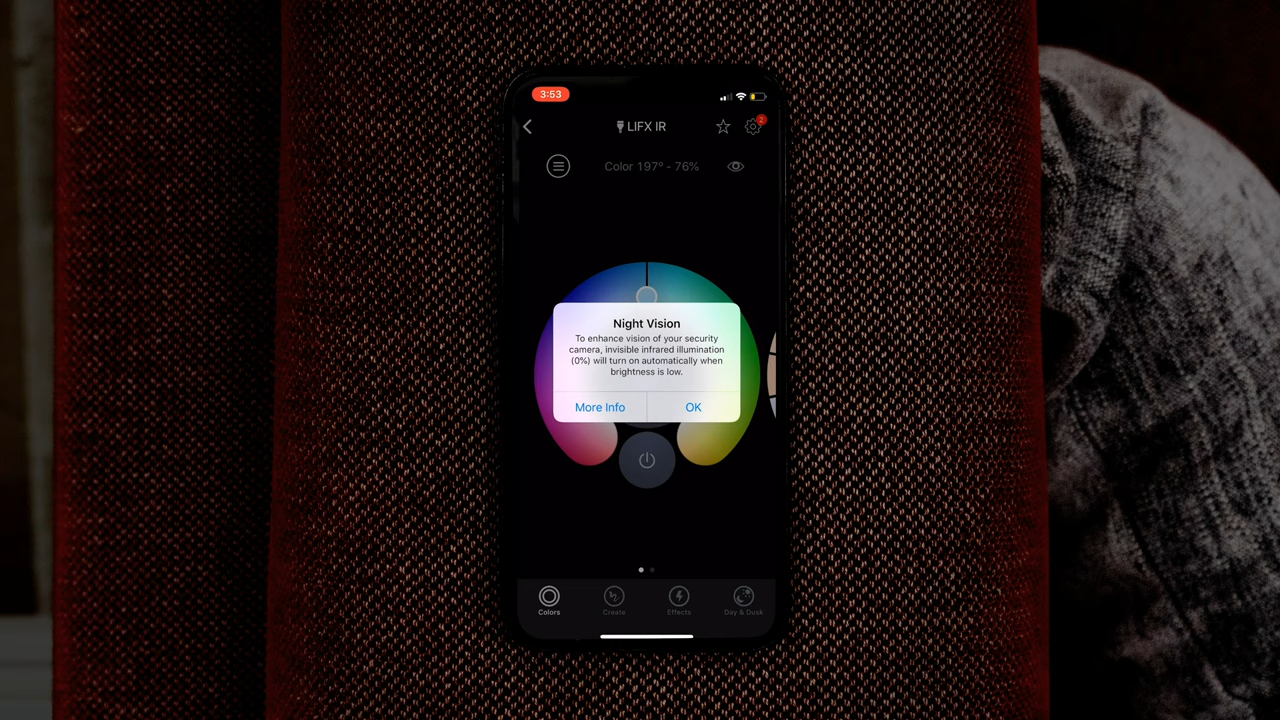 3:53
LIFX IR
2
Color 197° - 76%
Night Vision
To enhance vision of your security
camera, invisible infrared illumination
(0%) will turn on automatically when
brightness is low.
More Info
OK
Colors
Create
Effects
Day & Dusk